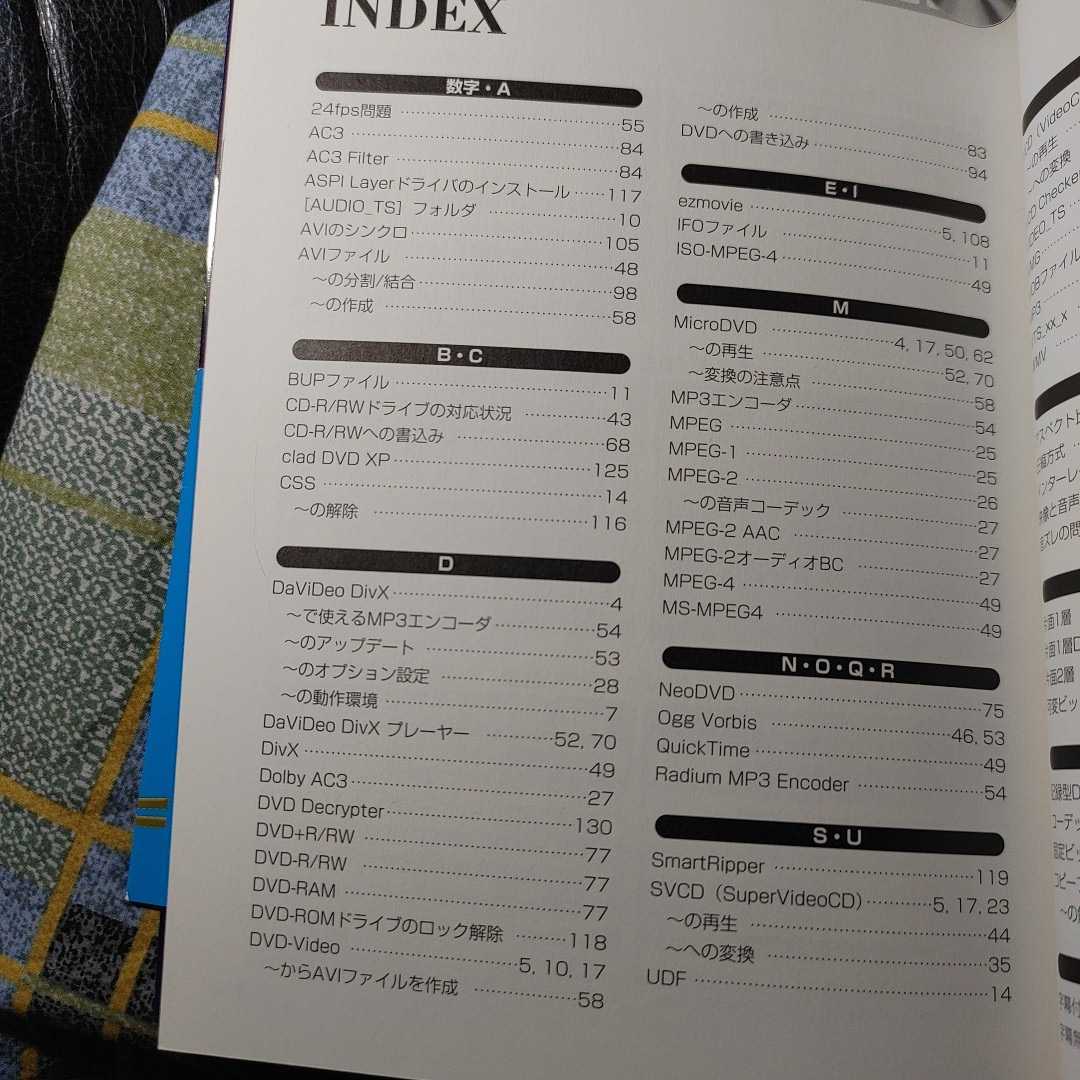 INDEX
数字・A
24fps問題 55
AC3 84
AC3 Filter 84
ASPI Layerドライバのインストール 117
［AUDIO_TS］フォルダ 10
AVIのシンクロ 105
AVIファイル 48
～の分割/結合 98
～の作成 58
B・C
BUPファイル 11
CD-R/RWドライブの対応状況 43
CD-R/RWへの書込み 68
clad DVD XP 125
CSS 14
～の解除 116
D
DaViDeo DivX 4
～で使えるMP3エンコーダ 54
～のアップデート 53
～のオプション設定 28
～の動作環境 7
DaViDeo DivX プレーヤー 52, 70
DivX 49
Dolby AC3 27
DVD Decrypter 130
DVD+R/RW 77
DVD-R/RW 77
DVD-RAM 77
DVD-ROMドライブのロック解除 118
DVD-Video 5, 10, 17
～からAVIファイルを作成 58
～の作成 83
DVDへの書き込み 94
E・I
ezmovie 5, 108
IFOファイル 11
ISO-MPEG-4 49
M
MicroDVD 4, 17, 50, 62
～の再生 52, 70
～変換の注意点 58
MP3エンコーダ 54
MPEG 25
MPEG-1 25
MPEG-2 26
～の音声コーデック 27
MPEG-2 AAC 27
MPEG-2オーディオBC 27
MPEG-4 49
MS-MPEG4 49
N・O・Q・R
NeoDVD 75
Ogg Vorbis 46, 53
QuickTime 49
Radium MP3 Encoder 54
S・U
SmartRipper 119
SVCD（SuperVideoCD） 5, 17, 23
～の再生 44
～への変換 35
UDF 14